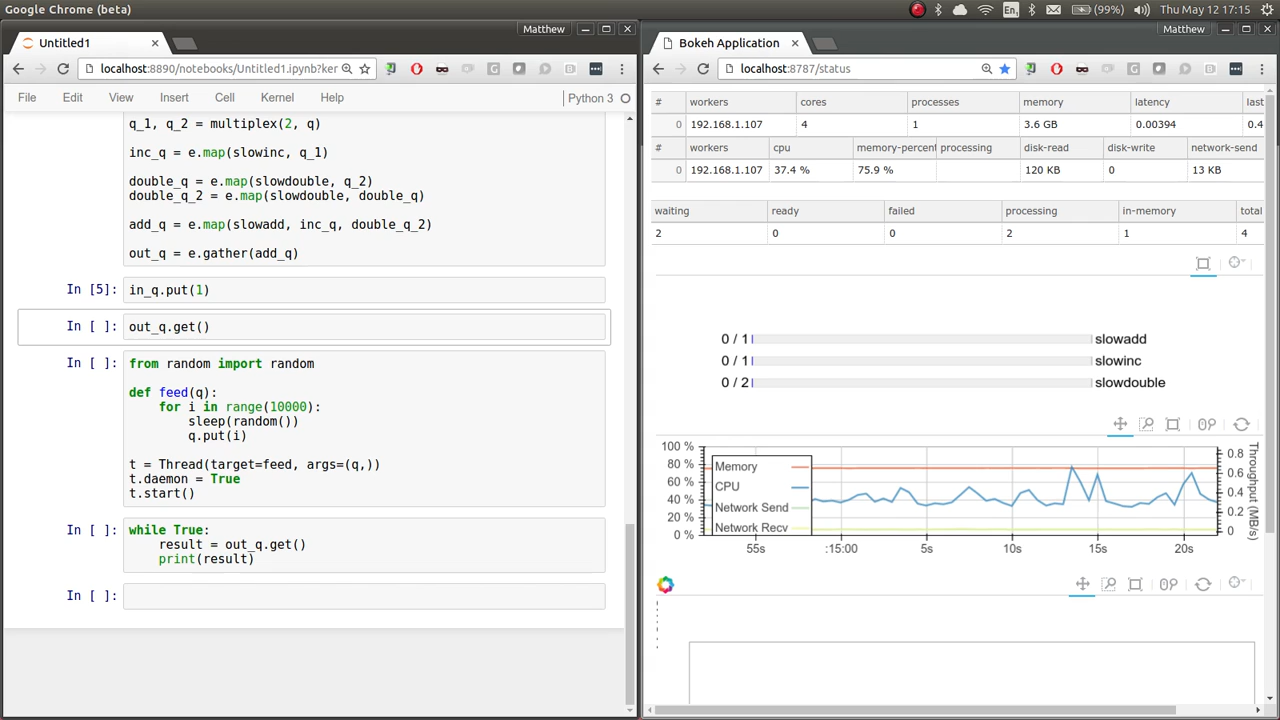 Google Chrome (beta)
En1
(99%)
Thu May 12 17:15
Untitled1
Matthew
localhost:8890/notebooks/Untitled1.ipynb?ker
File Edit View Insert Cell Kernel Help
Python 3
q_1, q_2 = multiplex(2, q)
inc_q = e.map(slowinc, q_1)
double_q = e.map(slowdouble, q_2)
double_q_2 = e.map(slowdouble, double_q)
add_q = e.map(slowadd, inc_q, double_q_2)
out_q = e.gather(add_q)
In [5]: in_q.put(1)
In [ ]: out_q.get()
In [ ]: from random import random
def feed(q):
for i in range(10000):
sleep(random())
q.put(i)
t = Thread(target=feed, args=(q,))
t.daemon = True
t.start()
In [ ]: while True:
result = out_q.get()
print(result)
In [ ]:
Bokeh Application
Matthew
localhost:8787/status
# workers cores processes memory latency last
0 192.168.1.107 4 1 3.6 GB 0.00394 0.4
# workers cpu memory-percent processing disk-read disk-write network-send
0 192.168.1.107 37.4 % 75.9 % 120 KB 0 13 KB
waiting ready failed processing in-memory total
2 0 0 2 1 4
0 / 1 slowadd
0 / 1 slowinc
0 / 2 slowdouble
100 %
80 %
60 %
40 %
20 %
0 %
Memory
CPU
Network Send
Network Recv
55s :15:00 5s 10s 15s 20s
0.8
0.6
0.4
0.2
0
Throughput (MB/s)